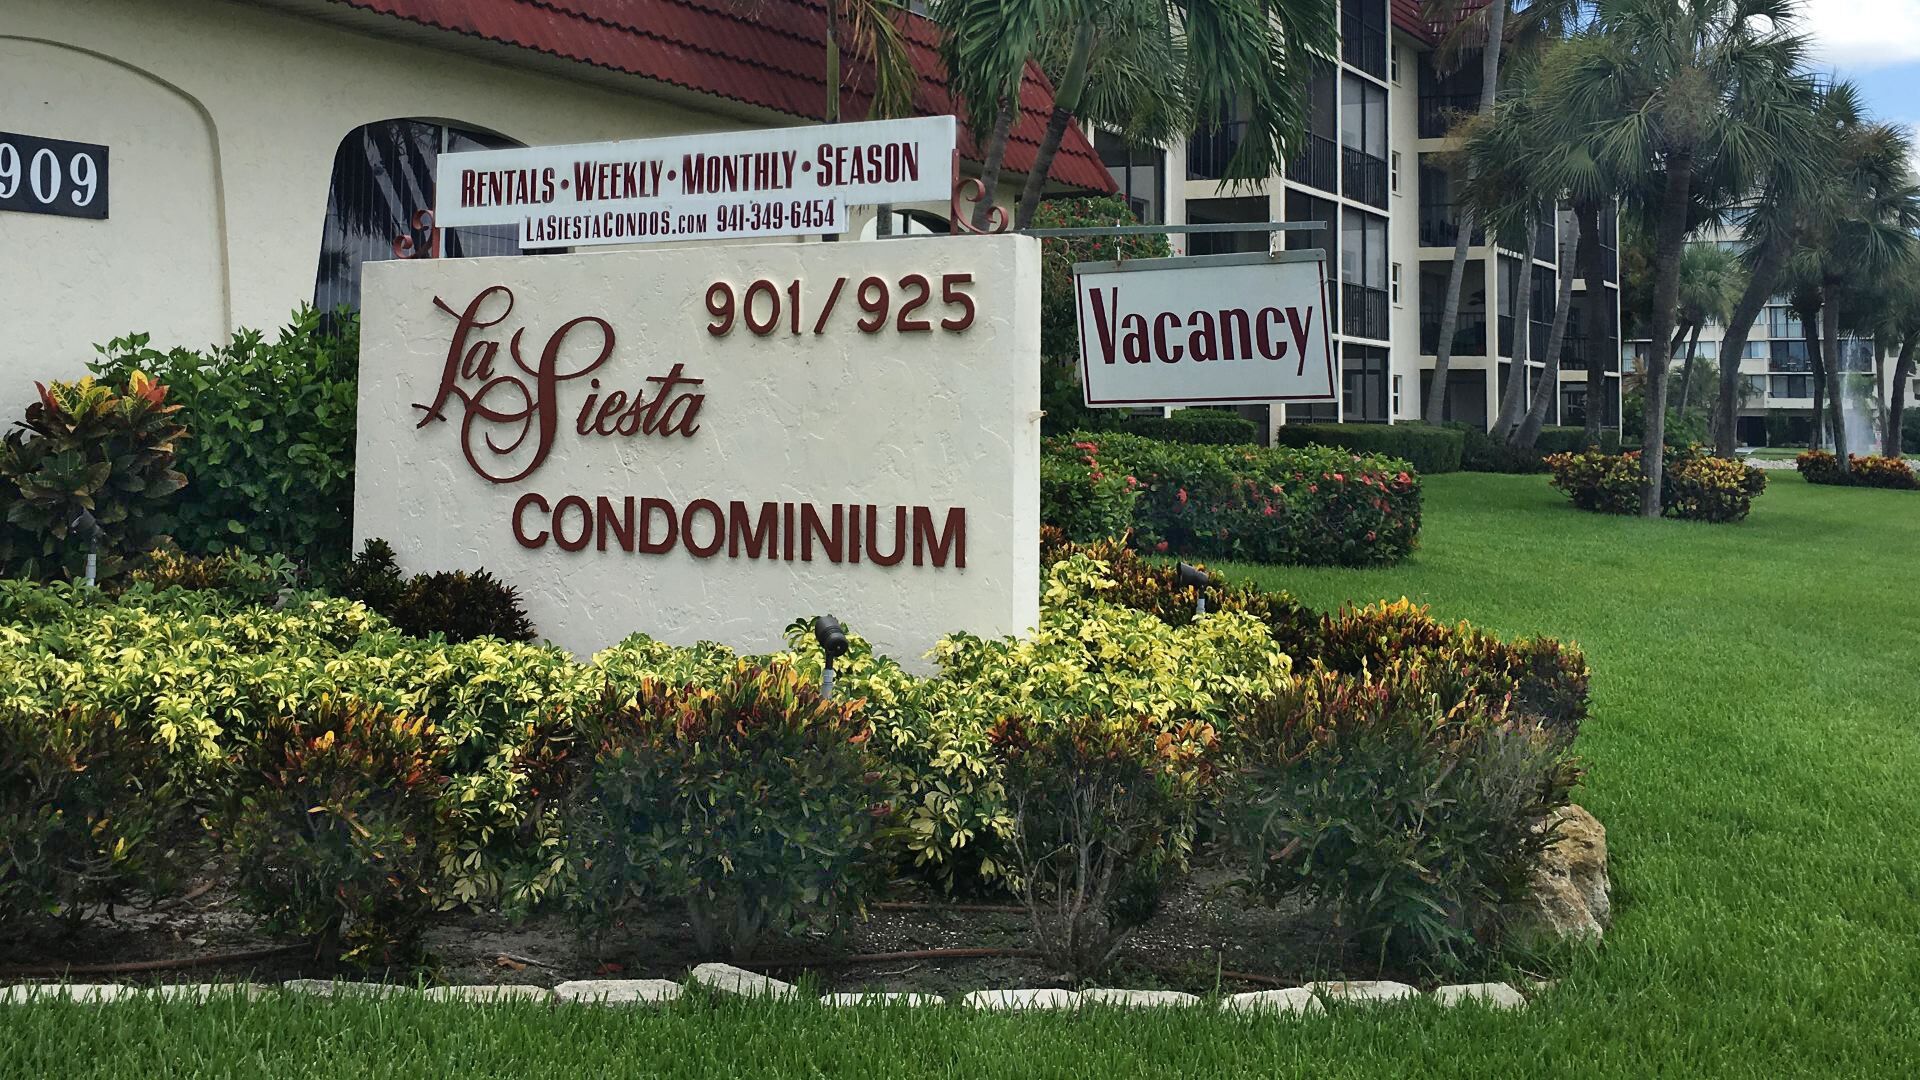 909
RENTALS • WEEKLY • MONTHLY • SEASON
LASIESTACONDOS.COM 941-349-6454
901/925
La Siesta
CONDOMINIUM
Vacancy